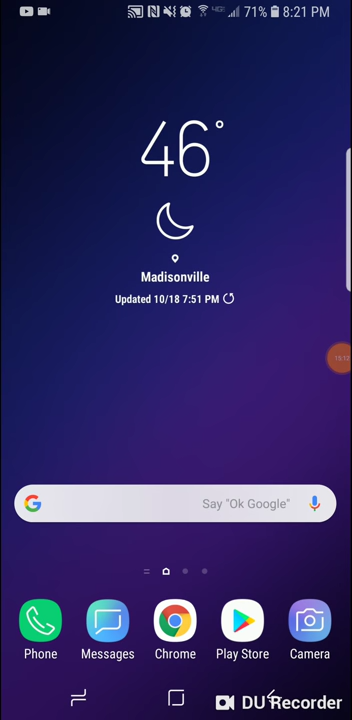 71% 8:21 PM
46°
Madisonville
Updated 10/18 7:51 PM
Say "Ok Google"
Phone
Messages
Chrome
Play Store
Camera
DU Recorder